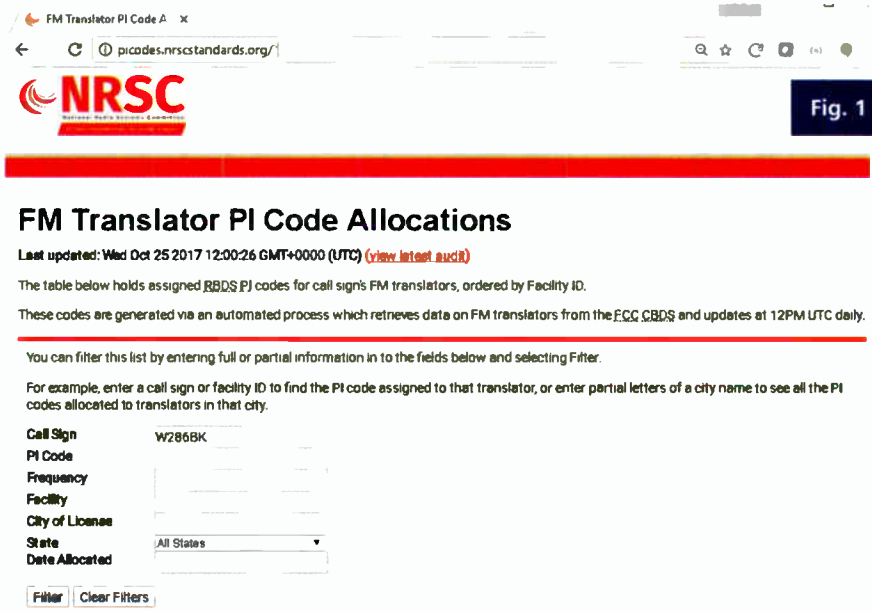 FM Translator PI Code A ×
picodes.nrscstandards.org/
NRSC
National Radio Systems Committee
Fig. 1
FM Translator PI Code Allocations
Last updated: Wed Oct 25 2017 12:00:26 GMT+0000 (UTC) (view latest audit)
The table below holds assigned RBDS PI codes for call sign's FM translators, ordered by Facility ID.
These codes are generated via an automated process which retrieves data on FM translators from the FCC CBDS and updates at 12PM UTC daily.
You can filter this list by entering full or partial information in to the fields below and selecting Filter.
For example, enter a call sign or facility ID to find the PI code assigned to that translator, or enter partial letters of a city name to see all the PI
codes allocated to translators in that city.
Call Sign W286BK
PI Code
Frequency
Facility
City of License
State All States
Date Allocated
Filter Clear Filters